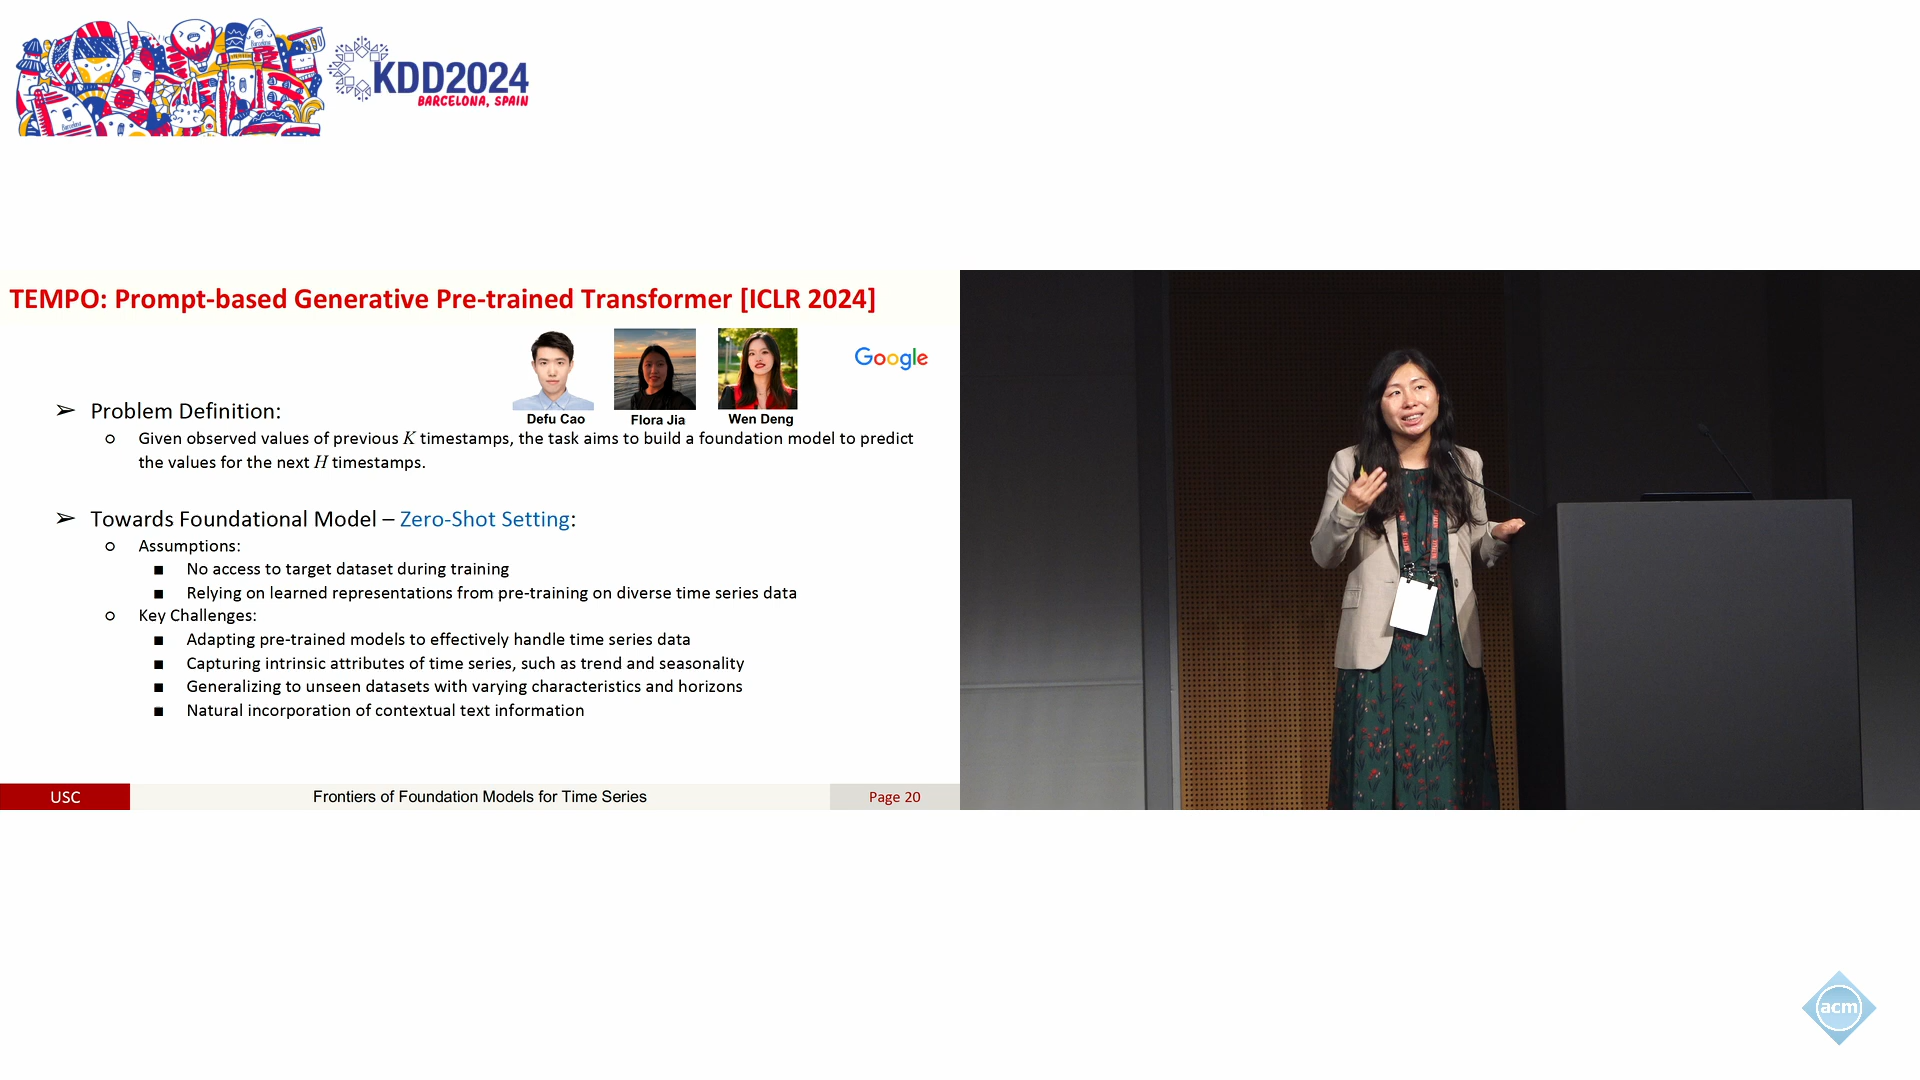 KDD2024
BARCELONA, SPAIN
TEMPO: Prompt-based Generative Pre-trained Transformer [ICLR 2024]
Google
Defu Cao
Flora Jia
Wen Deng
➢ Problem Definition:
○ Given observed values of previous K timestamps, the task aims to build a foundation model to predict
the values for the next H timestamps.
➢ Towards Foundational Model – Zero-Shot Setting:
○ Assumptions:
■ No access to target dataset during training
■ Relying on learned representations from pre-training on diverse time series data
○ Key Challenges:
■ Adapting pre-trained models to effectively handle time series data
■ Capturing intrinsic attributes of time series, such as trend and seasonality
■ Generalizing to unseen datasets with varying characteristics and horizons
■ Natural incorporation of contextual text information
USC
Frontiers of Foundation Models for Time Series
Page 20
acm